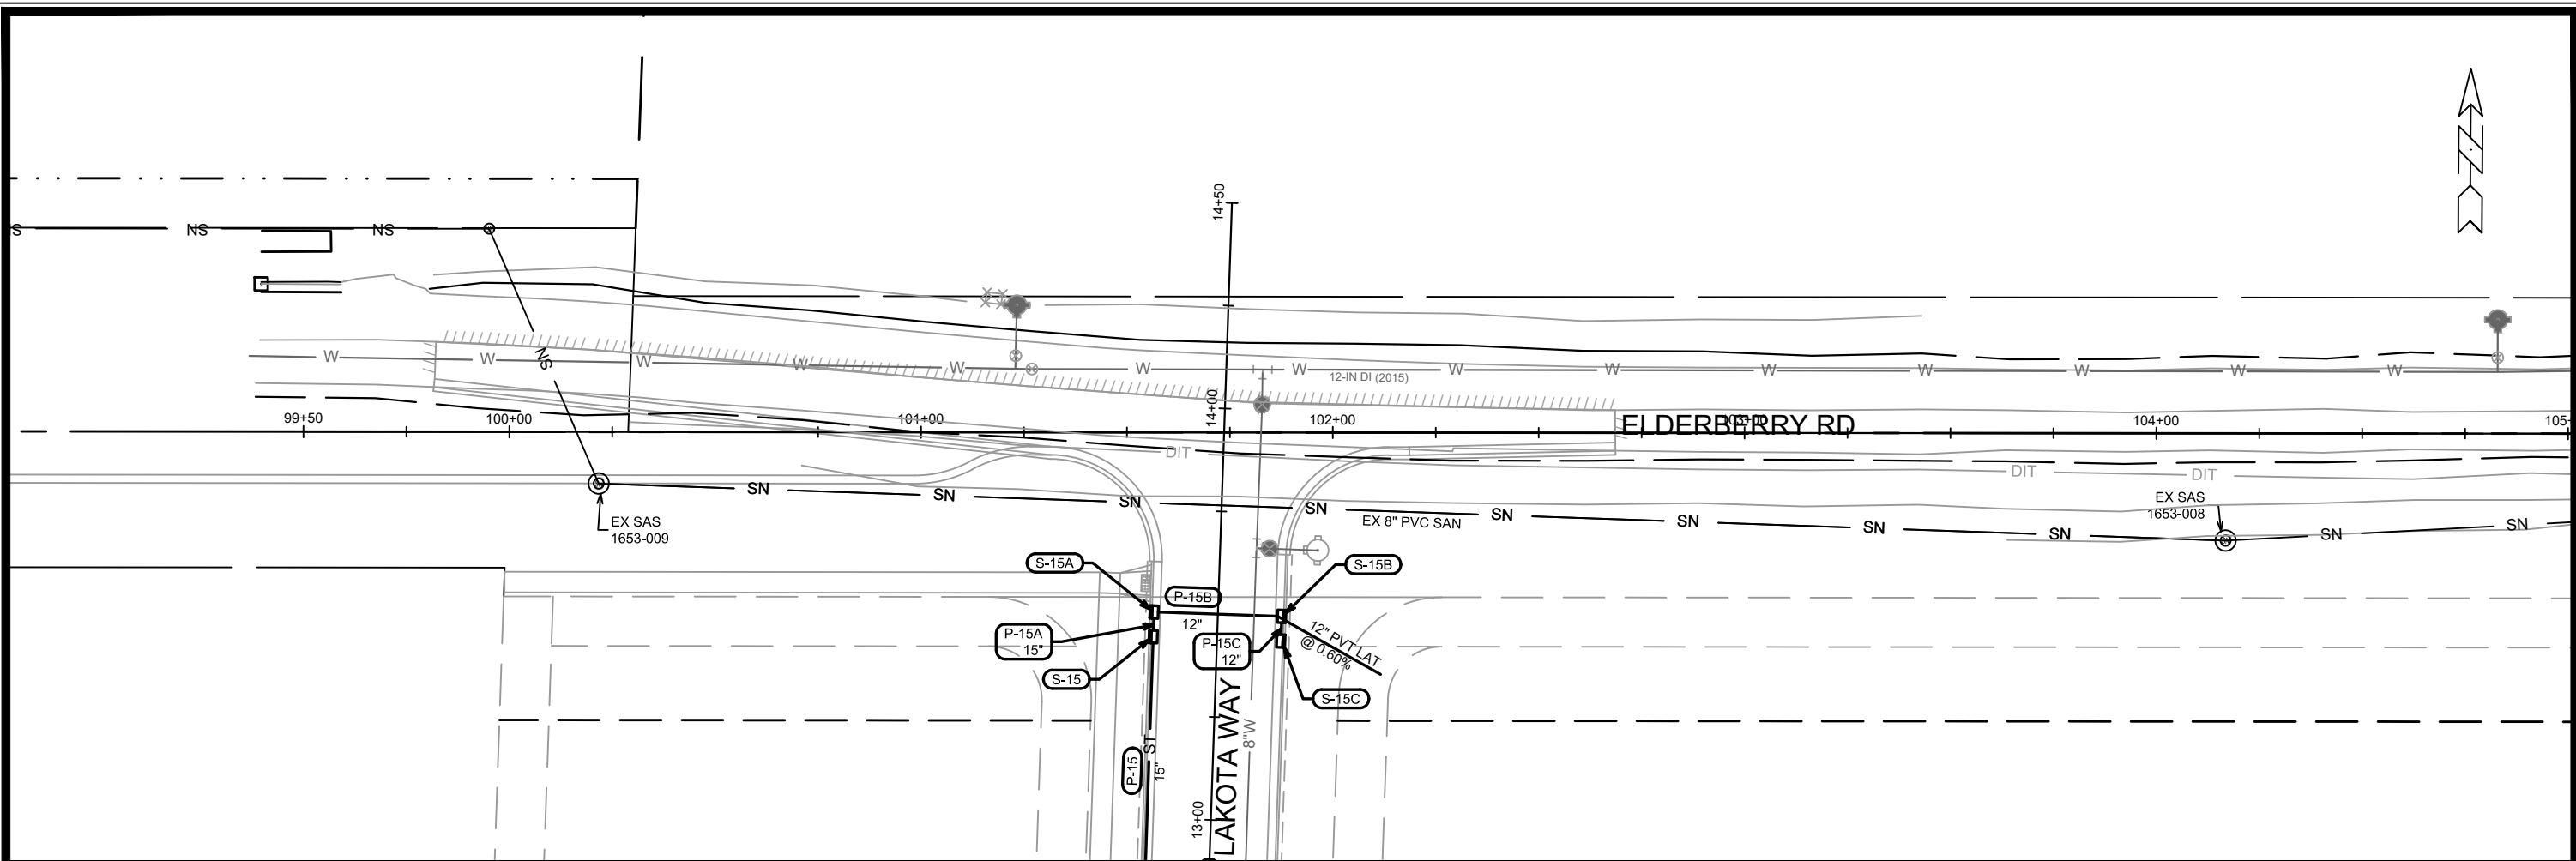 14+50
N
S
NS
NS
NS
W
W
W
W
W
W
W
W
W
W
W
W
W
W
12-IN DI (2015)
99+50
100+00
101+00
14+00
102+00
ELDERBERRY RD
103+00
104+00
105+
DIT
DIT
DIT
SN
SN
SN
SN
SN
SN
SN
SN
SN
SN
EX SAS
1653-009
EX 8" PVC SAN
EX SAS
1653-008
S-15A
S-15B
P-15B
12"
P-15A
15"
P-15C
12"
12" PVT LAT
@ 0.60%
S-15
S-15C
P-15
ST
15"
LAKOTA WAY
8"W
13+00